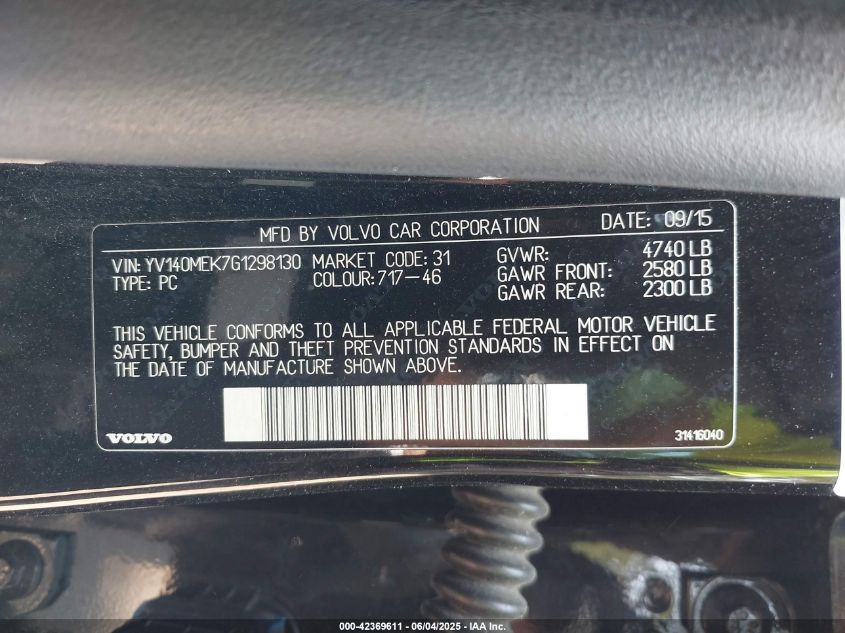 MFD BY VOLVO CAR CORPORATION DATE: 09/15
VIN: YV140MEK7G1298130 MARKET CODE: 31 GVWR: 4740 LB
TYPE: PC COLOUR: 717-46 GAWR FRONT: 2580 LB
GAWR REAR: 2300 LB
THIS VEHICLE CONFORMS TO ALL APPLICABLE FEDERAL MOTOR VEHICLE
SAFETY, BUMPER AND THEFT PREVENTION STANDARDS IN EFFECT ON
THE DATE OF MANUFACTURE SHOWN ABOVE.
VOLVO 31416040
000-42369611 - 06/04/2025 - IAA Inc.